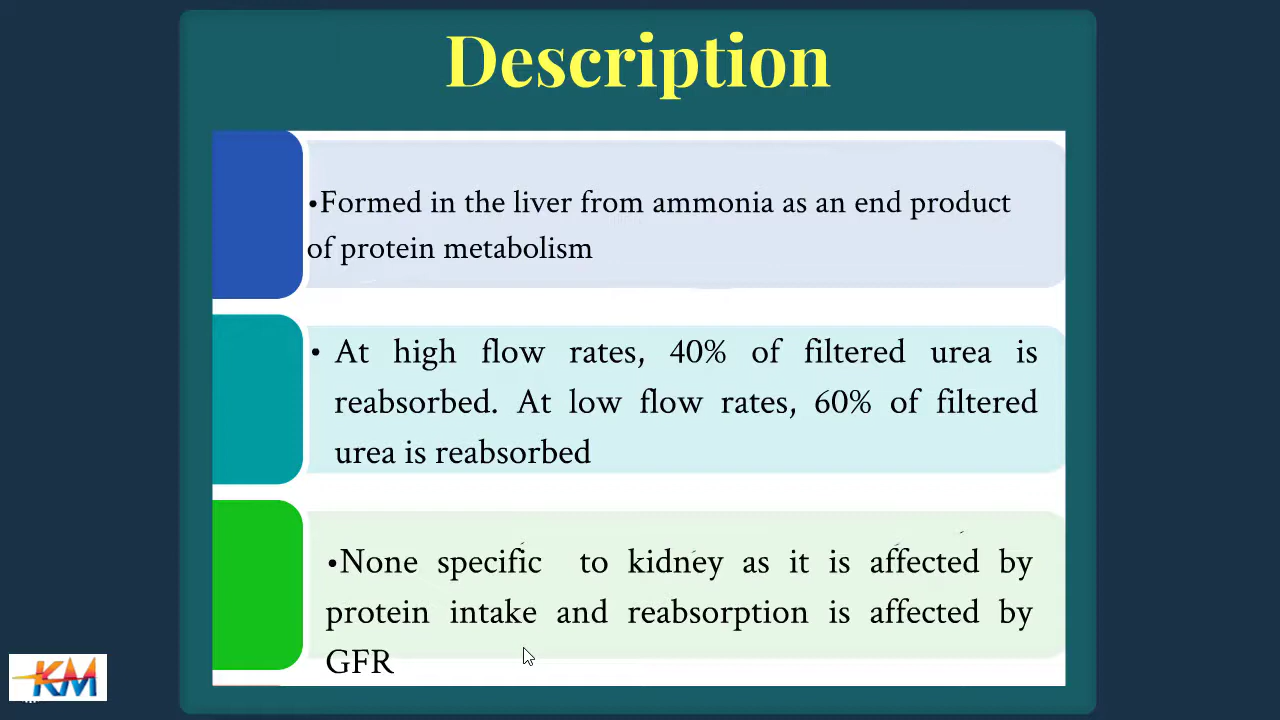 Description
•Formed in the liver from ammonia as an end product
of protein metabolism
• At high flow rates, 40% of filtered urea is
reabsorbed. At low flow rates, 60% of filtered
urea is reabsorbed
•None specific to kidney as it is affected by
protein intake and reabsorption is affected by
GFR
KM